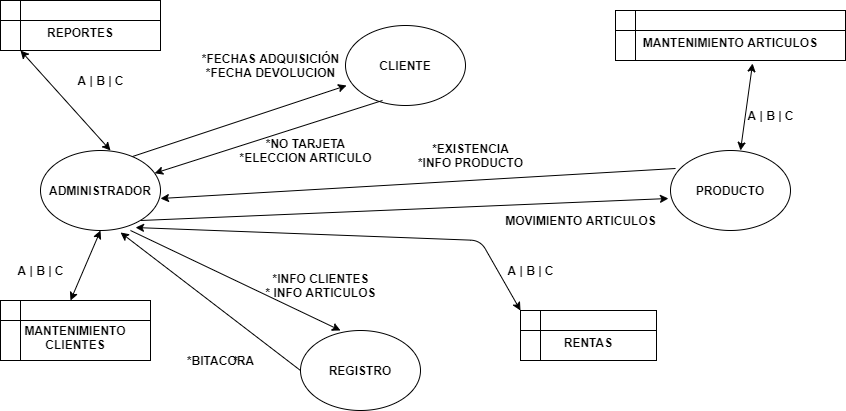 REPORTES
MANTENIMIENTO ARTICULOS
*FECHAS ADQUISICIÓN
*FECHA DEVOLUCION
CLIENTE
A | B | C
A | B | C
*NO TARJETA
*ELECCION ARTICULO
*EXISTENCIA
*INFO PRODUCTO
ADMINISTRADOR
PRODUCTO
MOVIMIENTO ARTICULOS
A | B | C
*INFO CLIENTES
* INFO ARTICULOS
A | B | C
MANTENIMIENTO
CLIENTES
RENTAS
*BITACORA
*
REGISTRO